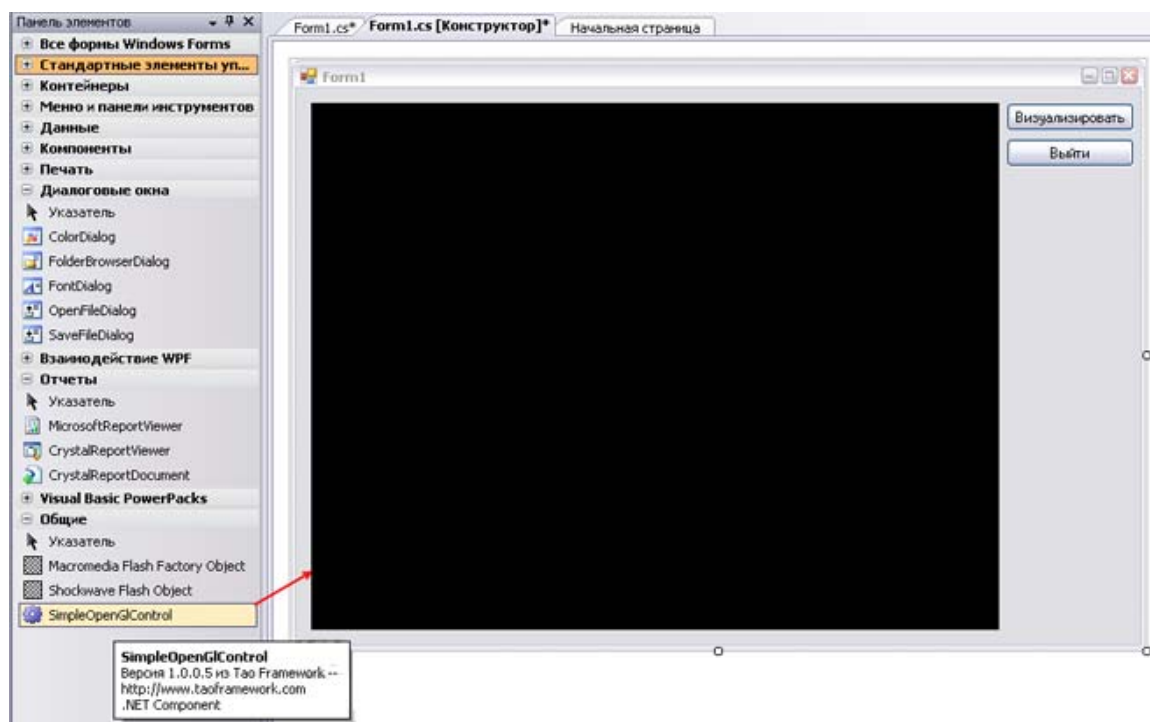 Панель элементов
Все формы Windows Forms
Стандартные элементы уп...
Контейнеры
Меню и панели инструментов
Данные
Компоненты
Печать
Диалоговые окна
Указатель
ColorDialog
FolderBrowserDialog
FontDialog
OpenFileDialog
SaveFileDialog
Взаимодействие WPF
Отчеты
Указатель
MicrosoftReportViewer
CrystalReportViewer
CrystalReportDocument
Visual Basic PowerPacks
Общие
Указатель
Macromedia Flash Factory Object
Shockwave Flash Object
SimpleOpenGlControl
SimpleOpenGlControl
Версия 1.0.0.5 из Tao Framework --
http://www.taoframework.com
.NET Component
Form1.cs* Form1.cs [Конструктор]* Начальная страница
Form1
Визуализировать
Выйти